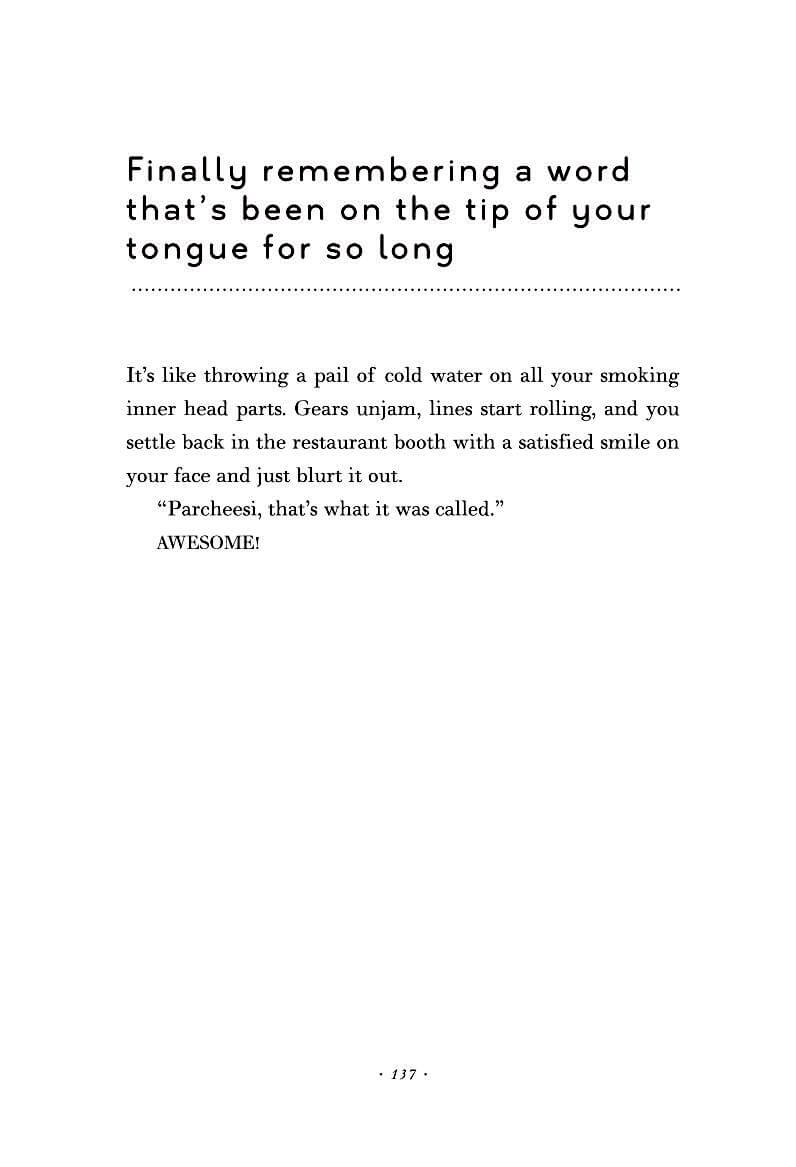 Finally remembering a word
that’s been on the tip of your
tongue for so long
It’s like throwing a pail of cold water on all your smoking
inner head parts. Gears unjam, lines start rolling, and you
settle back in the restaurant booth with a satisfied smile on
your face and just blurt it out.
“Parcheesi, that’s what it was called.”
AWESOME!
· 137 ·